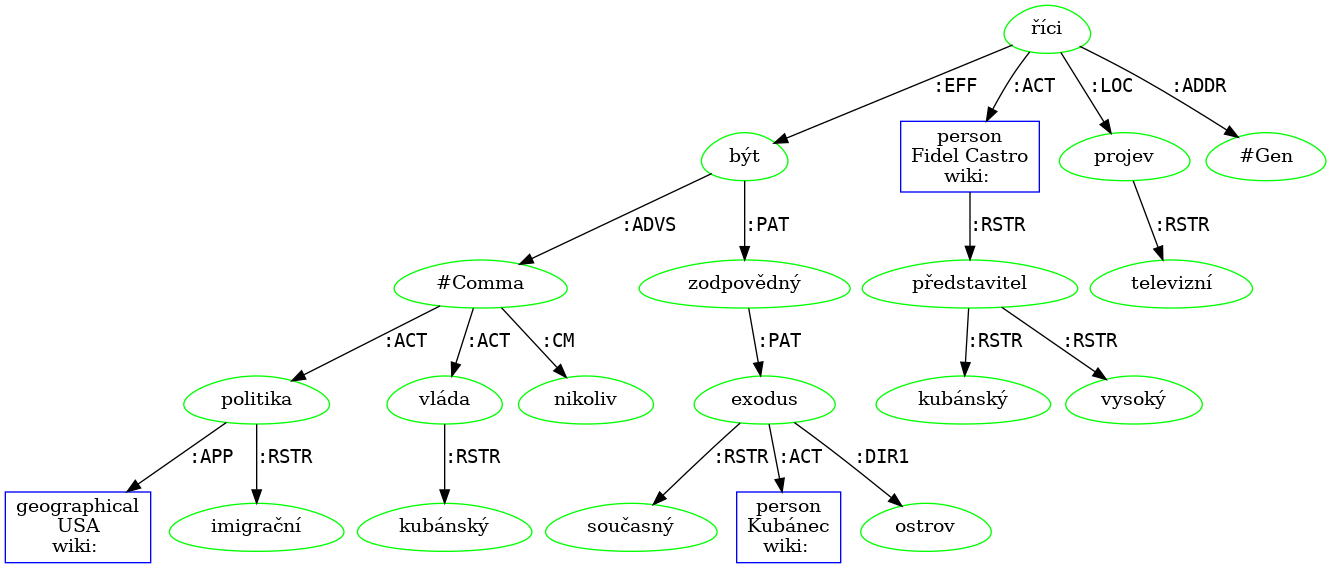 říci
:EFF
:ACT
:LOC
:ADDR
být
person
Fidel Castro
wiki:
projev
#Gen
:ADVS
:PAT
:RSTR
:RSTR
#Comma
zodpovědný
představitel
televizní
:ACT
:ACT
:CM
:PAT
:RSTR
:RSTR
politika
vláda
nikoliv
exodus
kubánský
vysoký
:APP
:RSTR
:RSTR
:RSTR
:ACT
:DIR1
geographical
USA
wiki:
imigrační
kubánský
současný
person
Kubánec
wiki:
ostrov